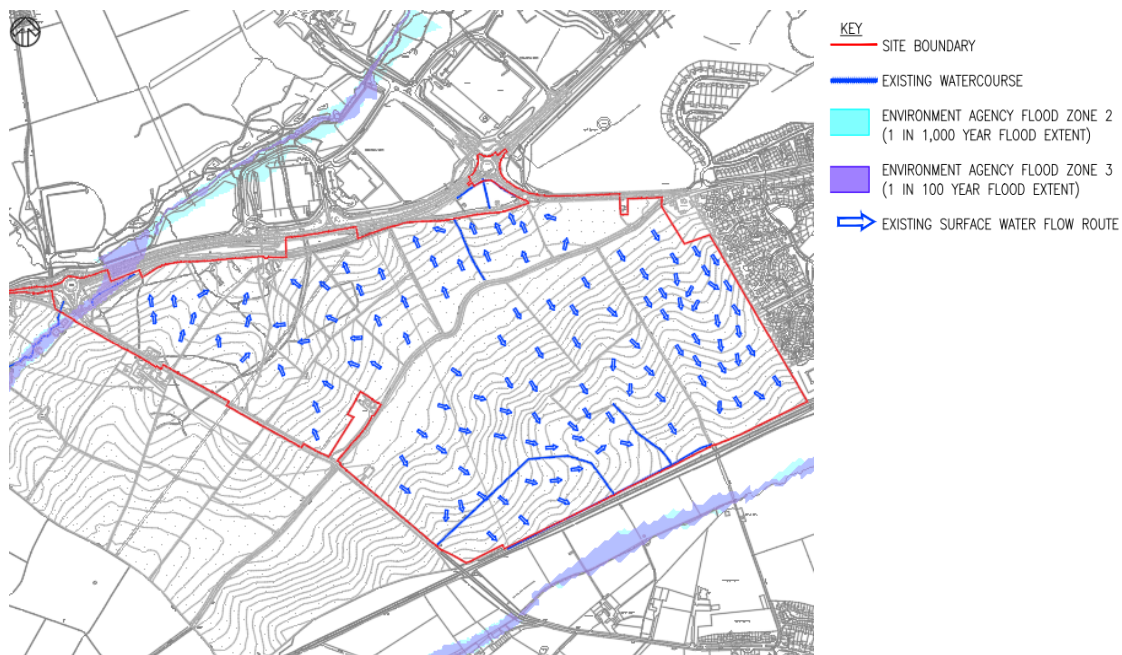 KEY
SITE BOUNDARY
EXISTING WATERCOURSE
ENVIRONMENT AGENCY FLOOD ZONE 2
(1 IN 1,000 YEAR FLOOD EXTENT)
ENVIRONMENT AGENCY FLOOD ZONE 3
(1 IN 100 YEAR FLOOD EXTENT)
EXISTING SURFACE WATER FLOW ROUTE